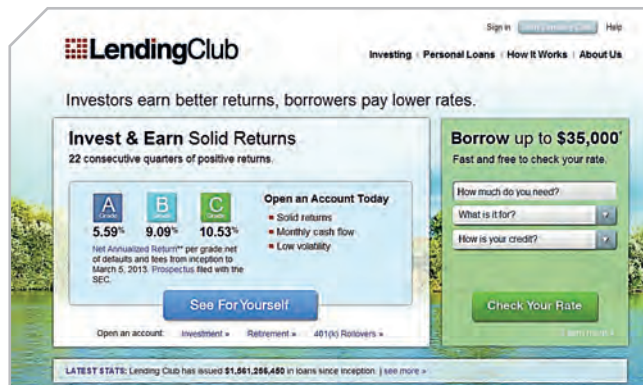 Sign in
Help
LendingClub
Investing Personal Loans How It Works About Us
Investors earn better returns, borrowers pay lower rates.
Invest & Earn Solid Returns
22 consecutive quarters of positive returns.
A
Grade
5.59%
B
Grade
9.09%
C
Grade
10.53%
Net Annualized Return** per grade net
of defaults and fees from inception to
March 5, 2013. Prospectus filed with the
SEC.
Open an Account Today
Solid returns
Monthly cash flow
Low volatility
See For Yourself
Open an account: Investment » Retirement » 401(k) Rollovers »
Borrow up to $35,000*
Fast and free to check your rate.
How much do you need?
What is it for?
How is your credit?
Check Your Rate
Learn more »
LATEST STATS: Lending Club has issued $1,561,256,450 in loans since inception. | see more »